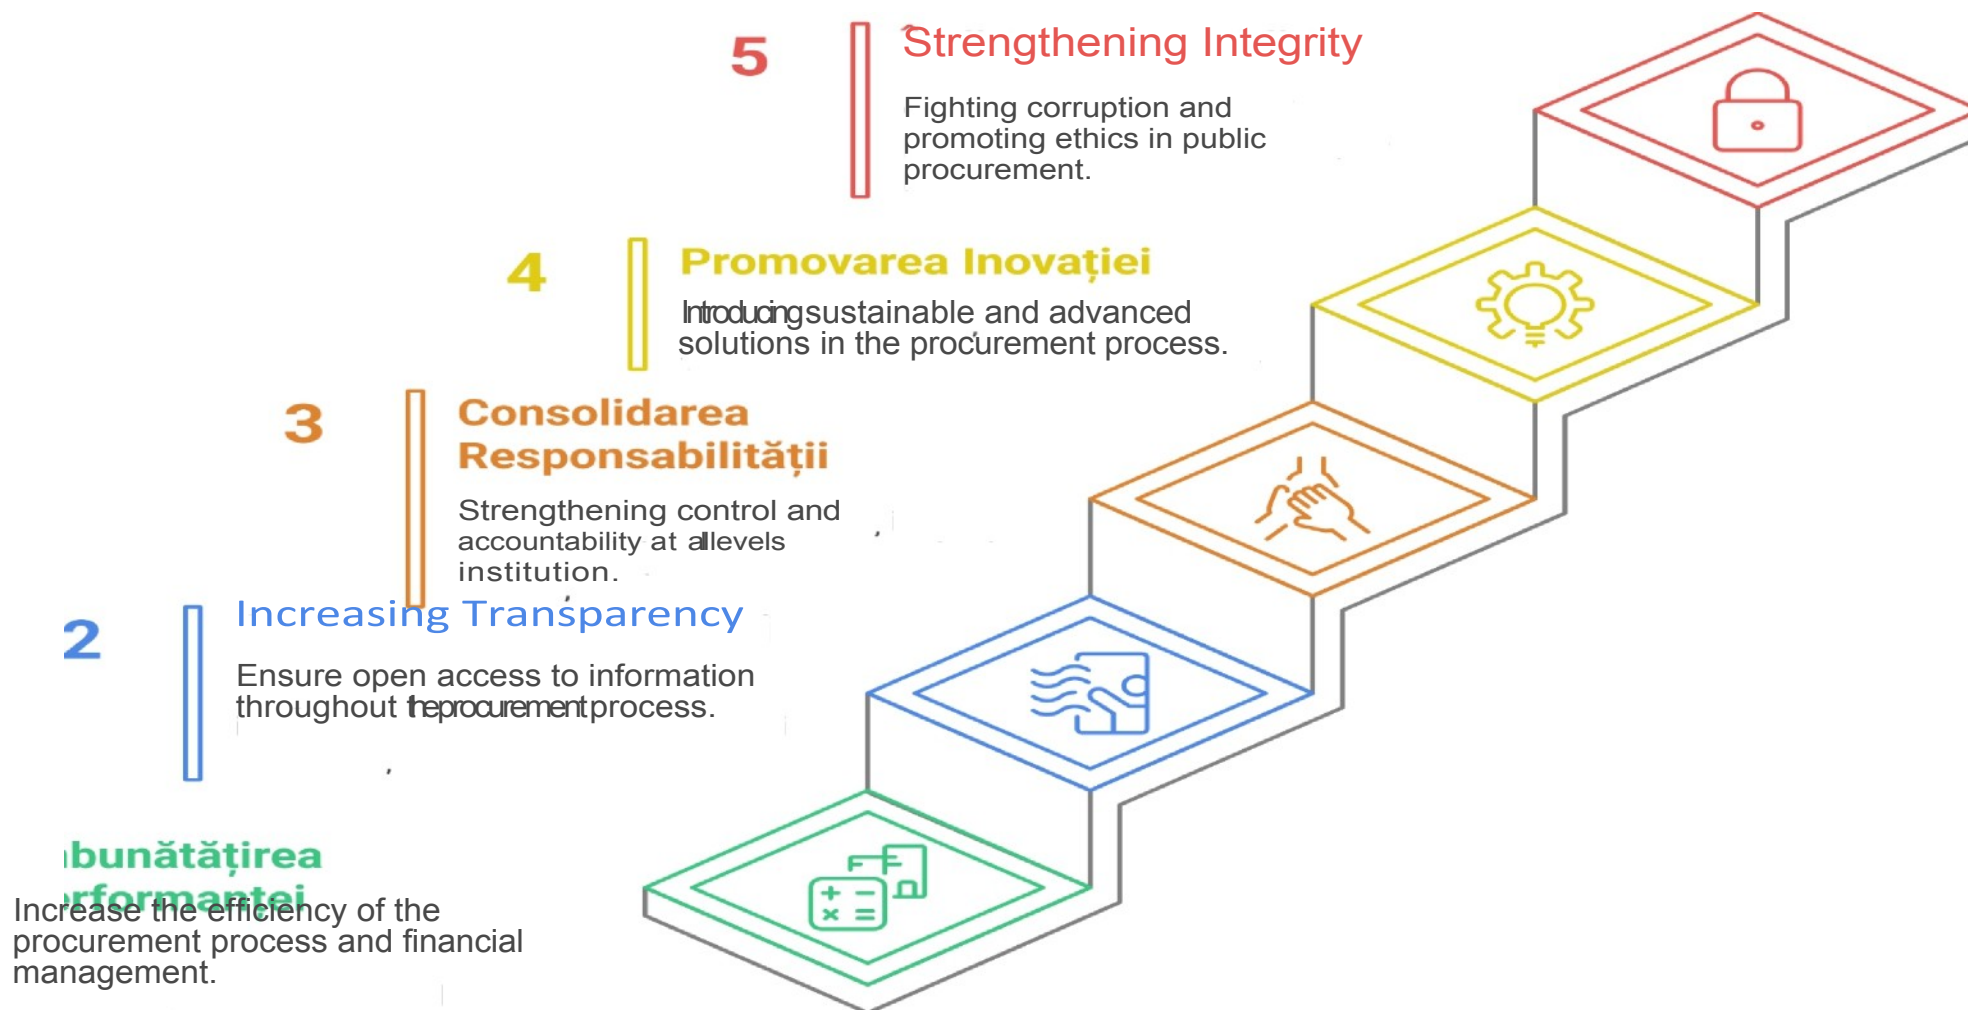 5
Strengthening Integrity
Fighting corruption and
promoting ethics in public
procurement.
4
Promovarea Inovației
Introducing sustainable and advanced
solutions in the procurement process.
3
Consolidarea
Responsabilității
Strengthening control and
accountability at all levels
institution.
2
Increasing Transparency
Ensure open access to information
throughout the procurement process.
bunătățirea
rformanței
Increase the efficiency of the
procurement process and financial
management.